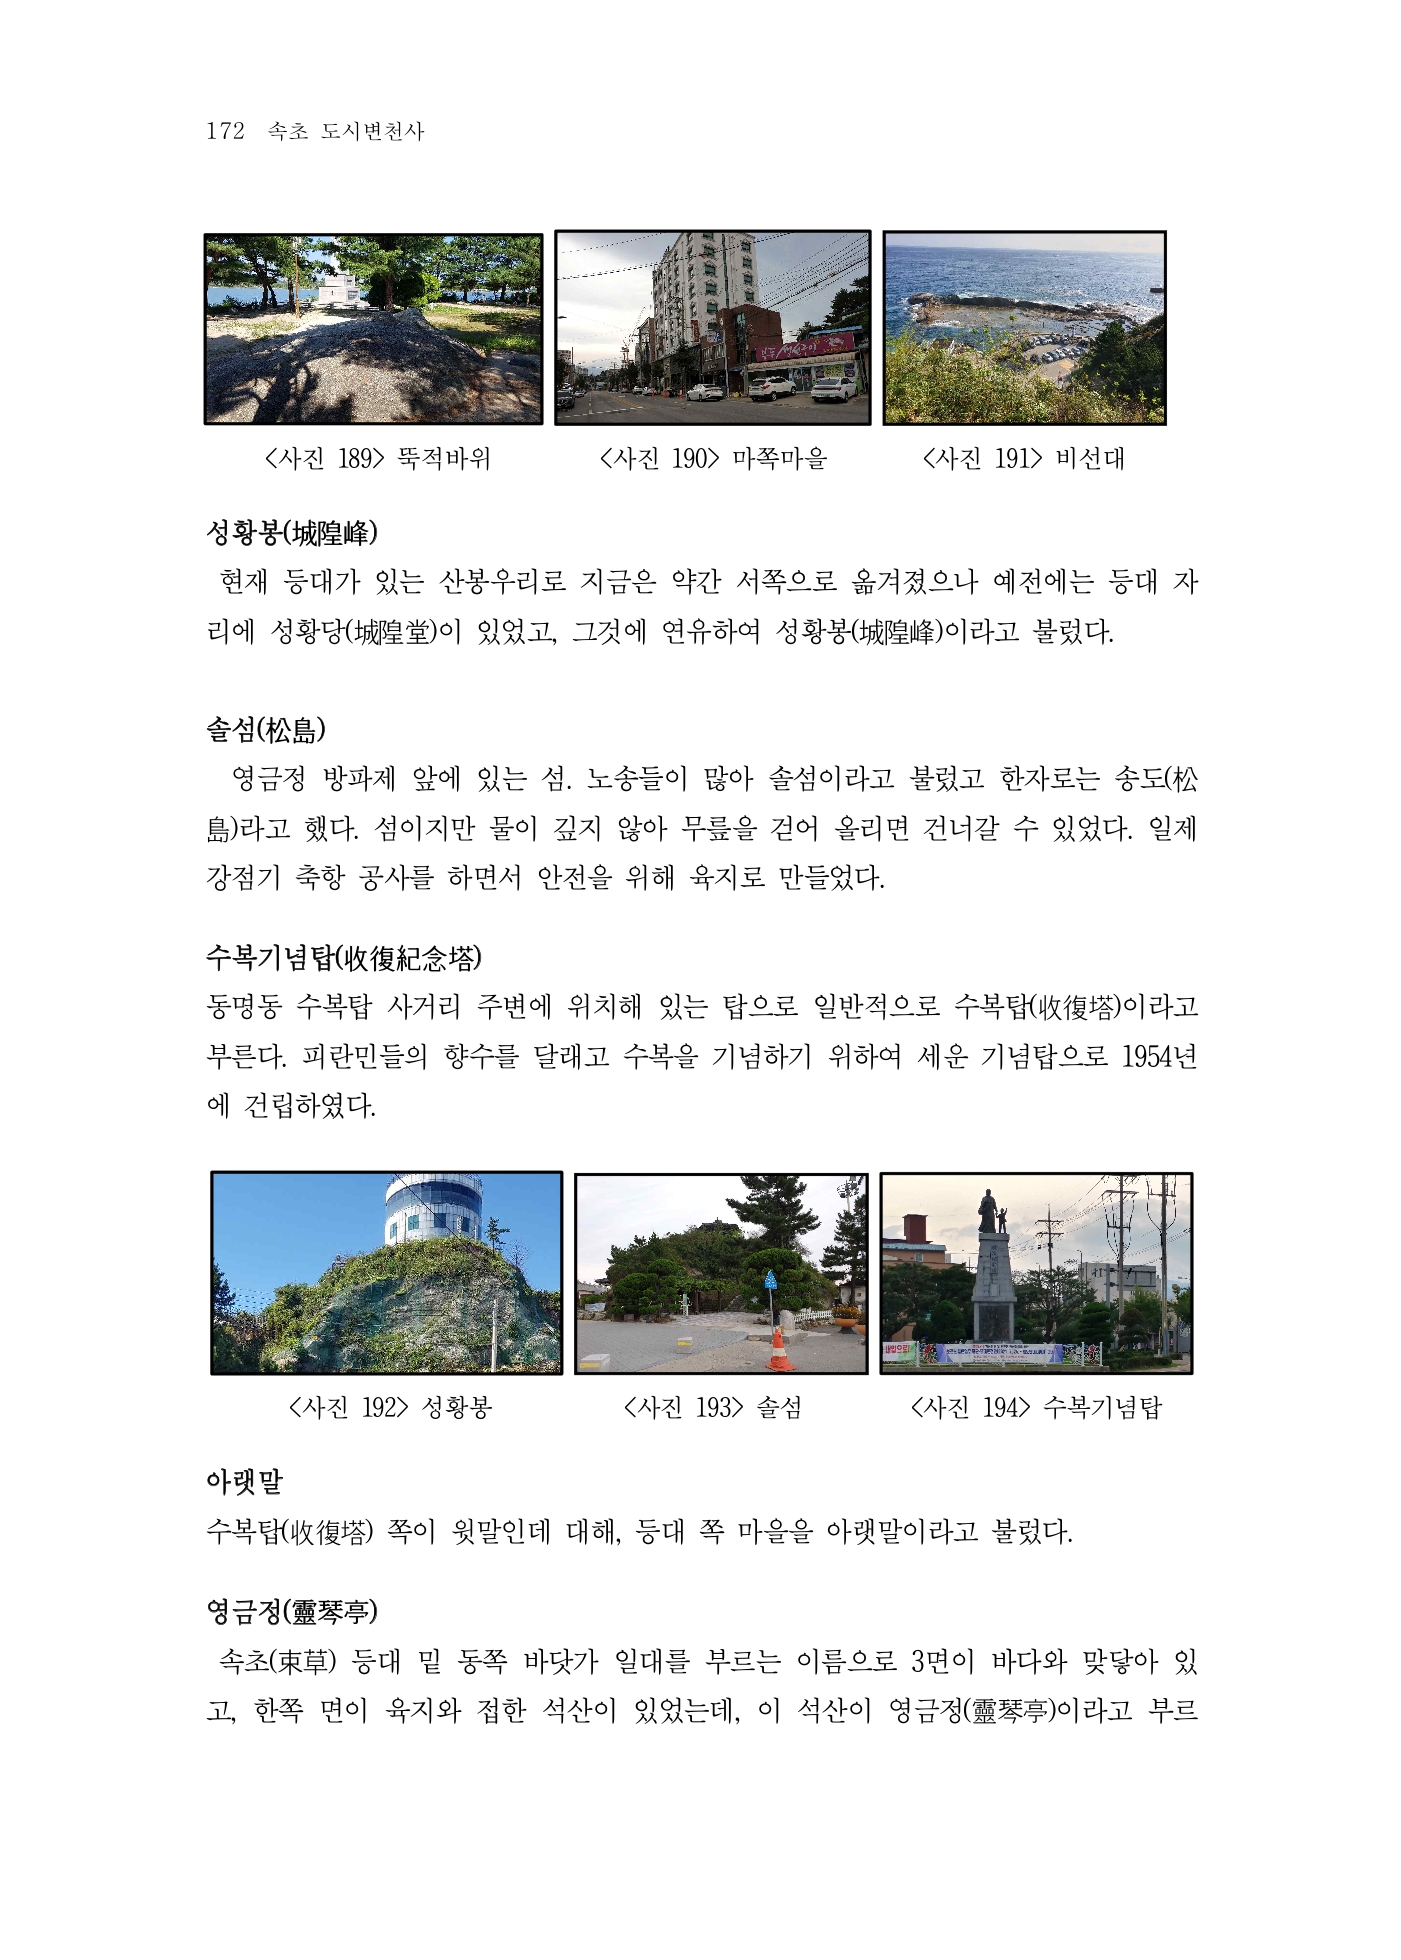 172 속초 도시변천사
<사진 189> 뚝적바위
<사진 190> 마쪽마을
<사진 191> 비선대
성황봉(城隍峰)
현재 등대가 있는 산봉우리로 지금은 약간 서쪽으로 옮겨졌으나 예전에는 등대 자
리에 성황당(城隍堂)이 있었고, 그것에 연유하여 성황봉(城隍峰)이라고 불렀다.
솔섬(松島)
영금정 방파제 앞에 있는 섬. 노송들이 많아 솔섬이라고 불렀고 한자로는 송도(松
島)라고 했다. 섬이지만 물이 깊지 않아 무릎을 걷어 올리면 건너갈 수 있었다. 일제
강점기 축항 공사를 하면서 안전을 위해 육지로 만들었다.
수복기념탑(收復紀念塔)
동명동 수복탑 사거리 주변에 위치해 있는 탑으로 일반적으로 수복탑(收復塔)이라고
부른다. 피란민들의 향수를 달래고 수복을 기념하기 위하여 세운 기념탑으로 1954년
에 건립하였다.
<사진 192> 성황봉
<사진 193> 솔섬
<사진 194> 수복기념탑
아랫말
수복탑(收復塔) 쪽이 윗말인데 대해, 등대 쪽 마을을 아랫말이라고 불렀다.
영금정(靈琴亭)
속초(束草) 등대 밑 동쪽 바닷가 일대를 부르는 이름으로 3면이 바다와 맞닿아 있
고, 한쪽 면이 육지와 접한 석산이 있었는데, 이 석산이 영금정(靈琴亭)이라고 부르